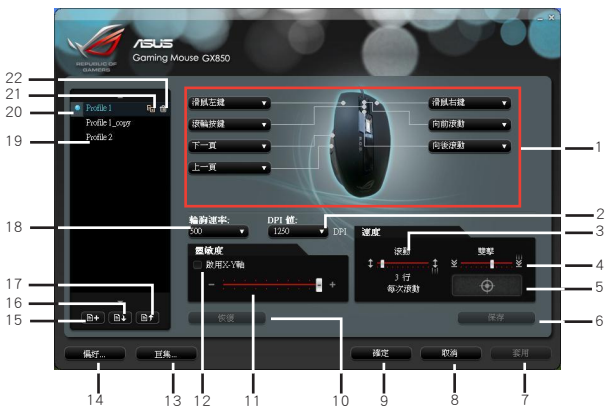 REPUBLIC OF
GAMERS
ASUS
Gaming Mouse GX850
22
21
20
19
Profile 1
Profile 1_copy
Profile 2
滑鼠左鍵
滾輪按鍵
下一頁
上一頁
滑鼠右鍵
向前滾動
向後滾動
1
18
輪詢速率:
500
DPI 值:
1250
DPI
2
靈敏度
啟用X-Y軸
速度
滾動
3 行
每次滾動
雙擊
3
4
5
17
16
15
恢復
保存
6
偏好...
巨集...
確定
取消
套用
14
13
12
11
10
9
8
7